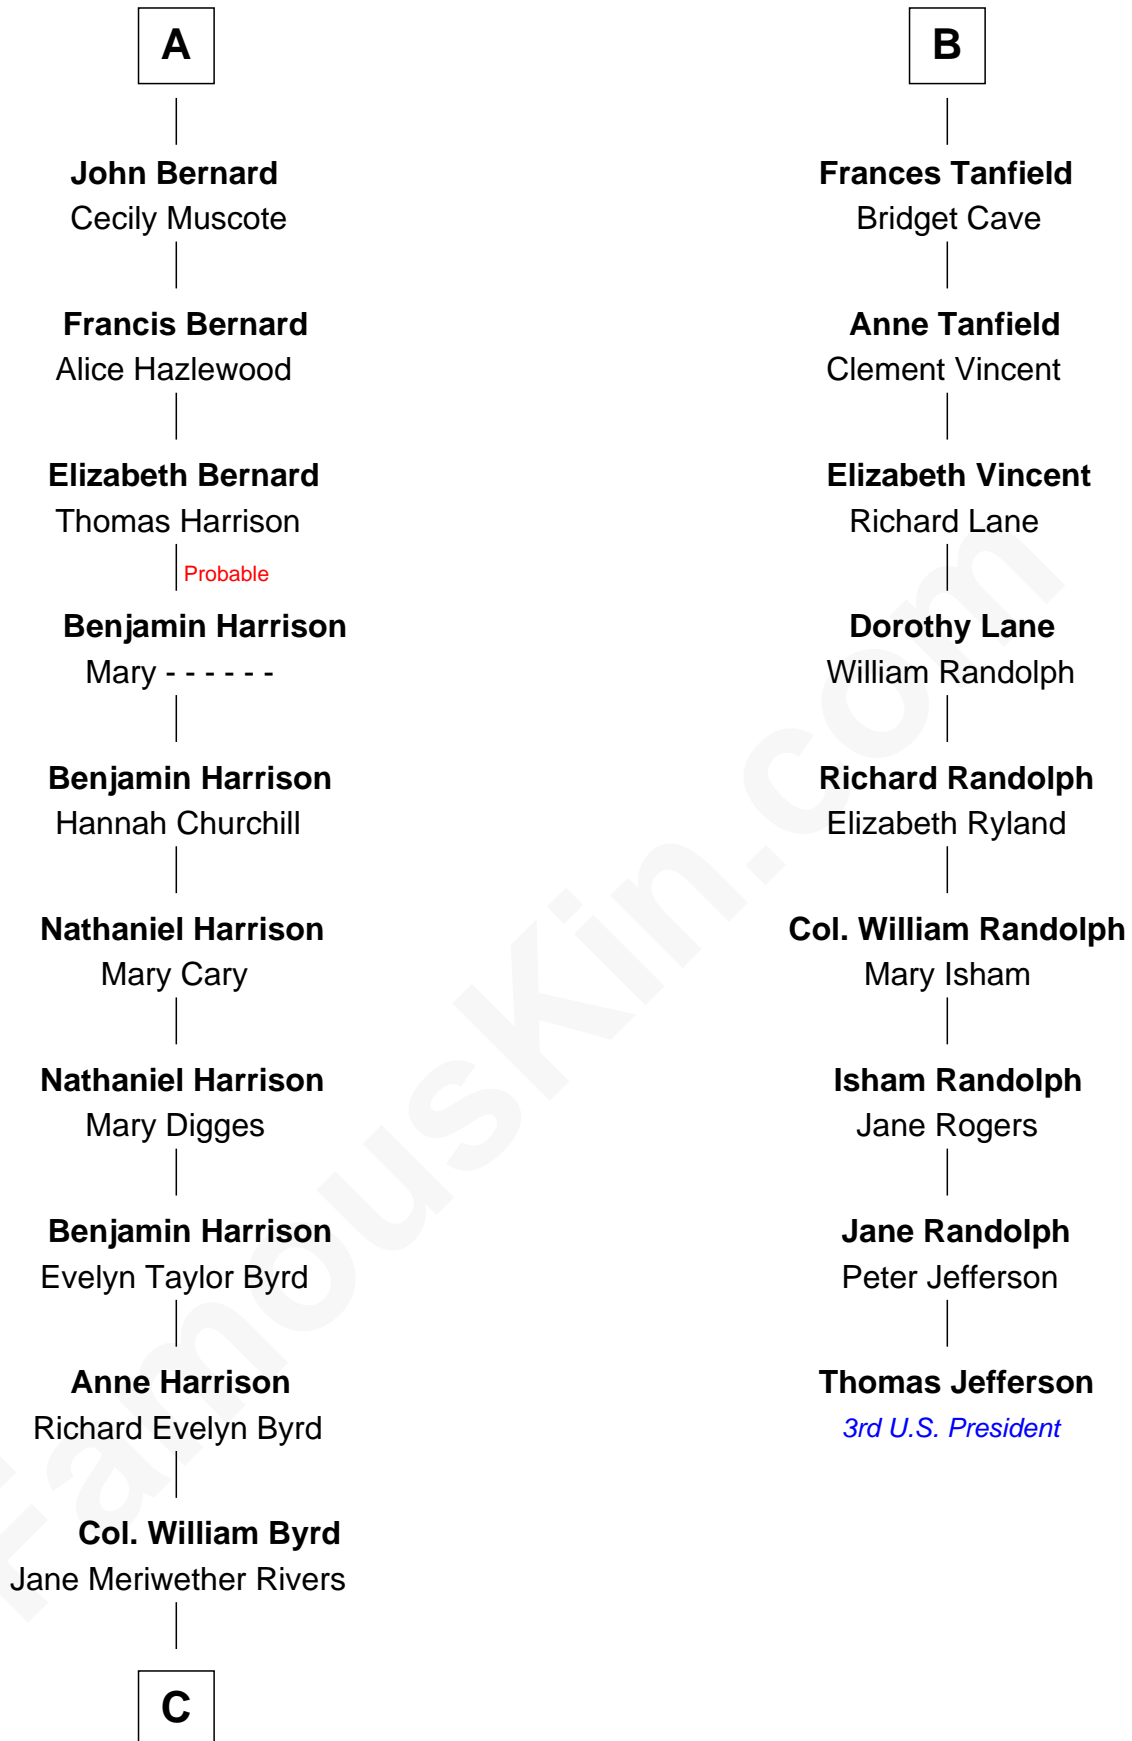 A
John Bernard
Cecily Muscote
Francis Bernard
Alice Hazlewood
Elizabeth Bernard
Thomas Harrison
Probable
Benjamin Harrison
Mary - - - - - -
Benjamin Harrison
Hannah Churchill
Nathaniel Harrison
Mary Cary
Nathaniel Harrison
Mary Digges
Benjamin Harrison
Evelyn Taylor Byrd
Anne Harrison
Richard Evelyn Byrd
Col. William Byrd
Jane Meriwether Rivers
C
B
Frances Tanfield
Bridget Cave
Anne Tanfield
Clement Vincent
Elizabeth Vincent
Richard Lane
Dorothy Lane
William Randolph
Richard Randolph
Elizabeth Ryland
Col. William Randolph
Mary Isham
Isham Randolph
Jane Rogers
Jane Randolph
Peter Jefferson
Thomas Jefferson
3rd U.S. President
FamousKin.com